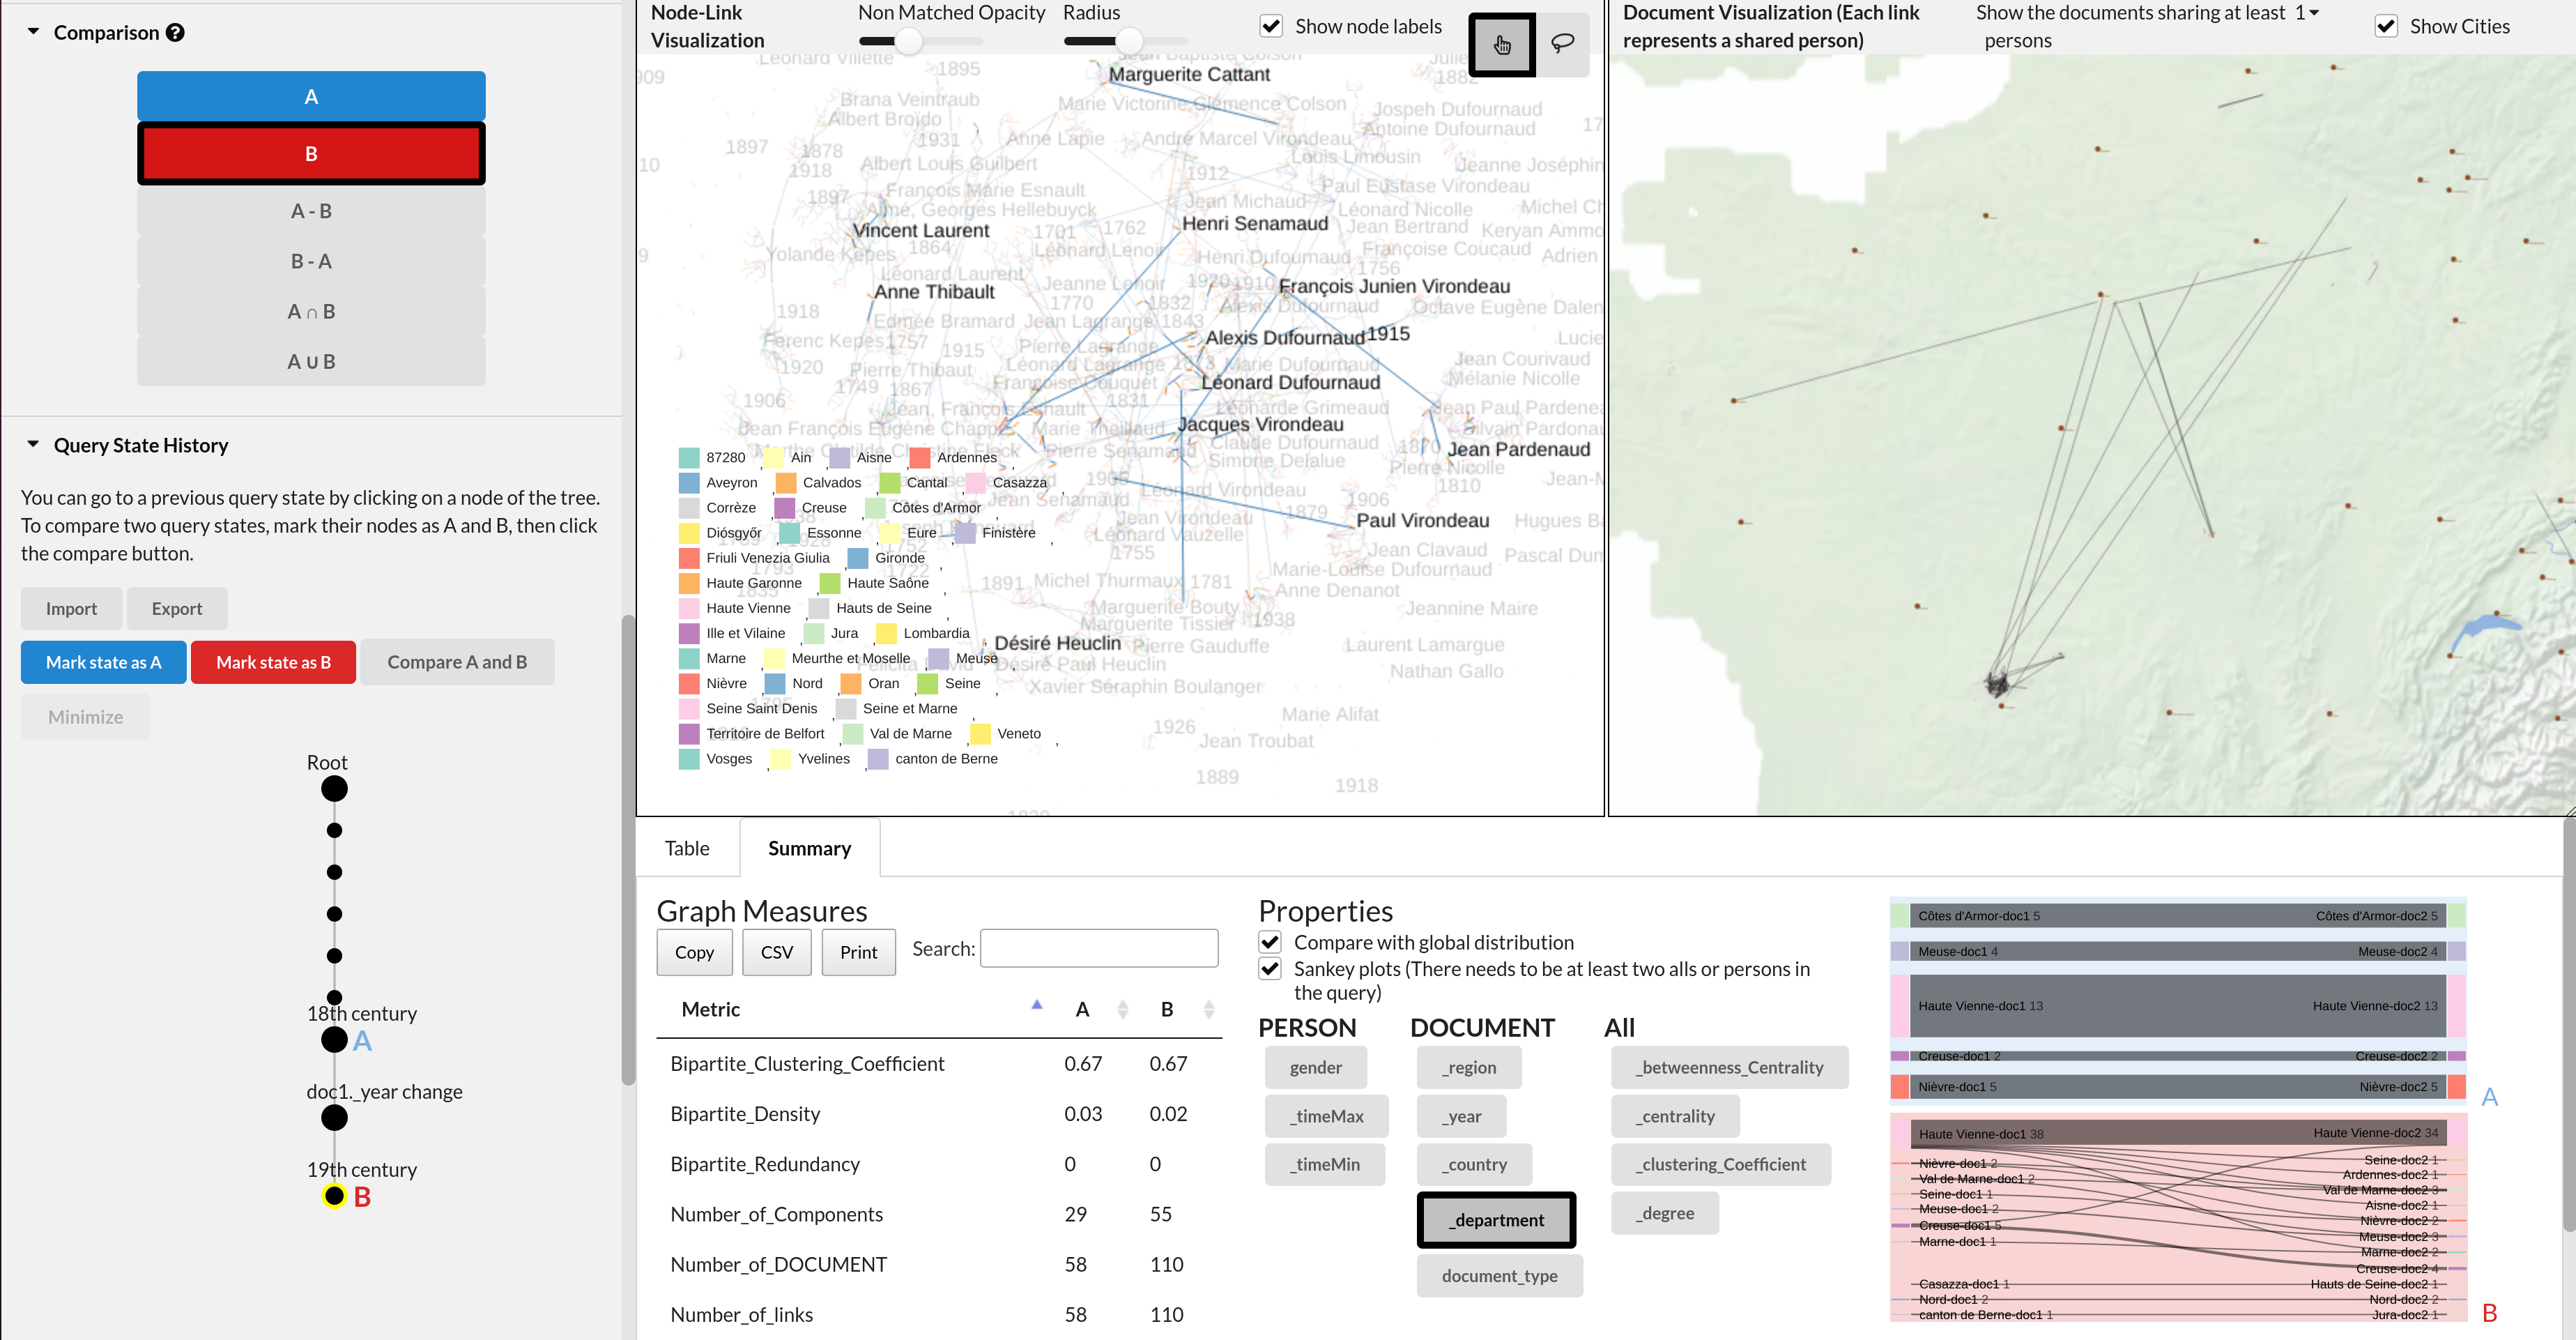 Comparison
A
B
A - B
B - A
A ∩ B
A ∪ B
Query State History
You can go to a previous query state by clicking on a node of the tree.
To compare two query states, mark their nodes as A and B, then click
the compare button.
Import Export
Mark state as A Mark state as B Compare A and B
Minimize
Root
18th century
A
doc1._year change
19th century
B
Node-Link
Visualization
Non Matched Opacity
Radius
Show node labels
Léonard Villette
1895
Marguerite Cattant
1882
Brana Veintraub
Albert Broïdo
Marie Victorine Clémence Colson
Jospeh Dufournaud
Antoine Dufournaud
1897
1878
1931
Anne Lapie
André Marcel Virondeau
Louis Limousin
1918
Albert Louis Guilbert
1912
Jeanne Joséphin
1897
François Marie Esnault
Paul Eustase Virondeau
Aimé, Georges Hellebuyck
Jean Michaud
Léonard Nicolle
Michel Ch
Vincent Laurent
1701
1762
Henri Senamaud
Jean Bertrand
Keryan Ammo
Yolande Kepes
1864
Léonard Lenoir
Henri Dufournaud
Françoise Coucaud
Adrien
Léonard Laurent
1756
Anne Thibault
Jeanne Lenoir
1920
1910
François Junien Virondeau
1918
1770
1832
Alexis Dufournaud
Octave Eugène Dalen
Edmée Bramard
Jean Lagrange
1843
Ferenc Kepes
1757
1915
Pierre Lagrange
Alexis Dufournaud
1915
Lucie
1920
Pierre Thibaut
Léonard Lagrange
Marie Dufournaud
Jean Courivaud
1749
1867
Françoise Couquet
Léonard Dufournaud
Mélanie Nicolle
1906
Jean, François Esnault
1831
Léonarde Grimeaud
Jean Paul Pardenea
Jean François Eugène Chapp
Marie Theillaud
Jacques Virondeau
Sylvain Pardonau
Pierre Senamaud
Claude Dufournaud
1870
Jean Pardenaud
Simone Delalue
Pierre Nicolle
1905
Léonard Virondeau
1810
Jean-M
Jean Senamaud
1906
Jean Virondeau
1879
Paul Virondeau
Hugues Ba
Léonard Vauzelle
1755
Jean Clavaud
Pascal Dum
1891
Michel Thurmaux
1781
Marie-Louise Dufournaud
Anne Denanot
Marguerite Bouty
Jeannine Maire
Marguerite Tissier
1938
Désiré Heuclin
Pierre Gauduffe
Laurent Lamargue
Désiré Paul Heuclin
Nathan Gallo
Xavier Séraphin Boulanger
Marie Alifat
1926
Jean Troubat
1889
1918
87280 , Ain , Aisne , Ardennes ,
Aveyron , Calvados , Cantal , Casazza ,
Corrèze , Creuse , Côtes d'Armor ,
Diósgyőr , Essonne , Eure , Finistère ,
Friuli Venezia Giulia , Gironde ,
Haute Garonne , Haute Saône ,
Haute Vienne , Hauts de Seine ,
Ille et Vilaine , Jura , Lombardia ,
Marne , Meurthe et Moselle , Meuse ,
Nièvre , Nord , Oran , Seine ,
Seine Saint Denis , Seine et Marne ,
Territoire de Belfort , Val de Marne , Veneto ,
Vosges , Yvelines , canton de Berne
Document Visualization (Each link
represents a shared person)
Show the documents sharing at least 1
persons
Show Cities
Table Summary
Graph Measures
Copy CSV Print Search:
Metric A B
Bipartite_Clustering_Coefficient 0.67 0.67
Bipartite_Density 0.03 0.02
Bipartite_Redundancy 0 0
Number_of_Components 29 55
Number_of_DOCUMENT 58 110
Number_of_links 58 110
Properties
Compare with global distribution
Sankey plots (There needs to be at least two alls or persons in
the query)
PERSON DOCUMENT All
gender _region _betweenness_Centrality
_timeMax _year _centrality
_timeMin _country _clustering_Coefficient
_department _degree
document_type
Côtes d'Armor-doc1 5 Côtes d'Armor-doc2 5
Meuse-doc1 4 Meuse-doc2 4
Haute Vienne-doc1 13 Haute Vienne-doc2 13
Creuse-doc1 2 Creuse-doc2 2
Nièvre-doc1 5 Nièvre-doc2 5
A
Haute Vienne-doc1 38 Haute Vienne-doc2 34
Nièvre-doc1 2 Seine-doc2 1
Val de Marne-doc1 2 Ardennes-doc2 1
Seine-doc1 1 Val de Marne-doc2 3
Meuse-doc1 2 Aisne-doc2 1
Creuse-doc1 5 Nièvre-doc2 2
Marne-doc1 1 Meuse-doc2 3
Marne-doc2 2
Creuse-doc2 4
Casazza-doc1 1 Hauts de Seine-doc2 1
Nord-doc1 2 Nord-doc2 2
canton de Berne-doc1 1 Jura-doc2 1
B